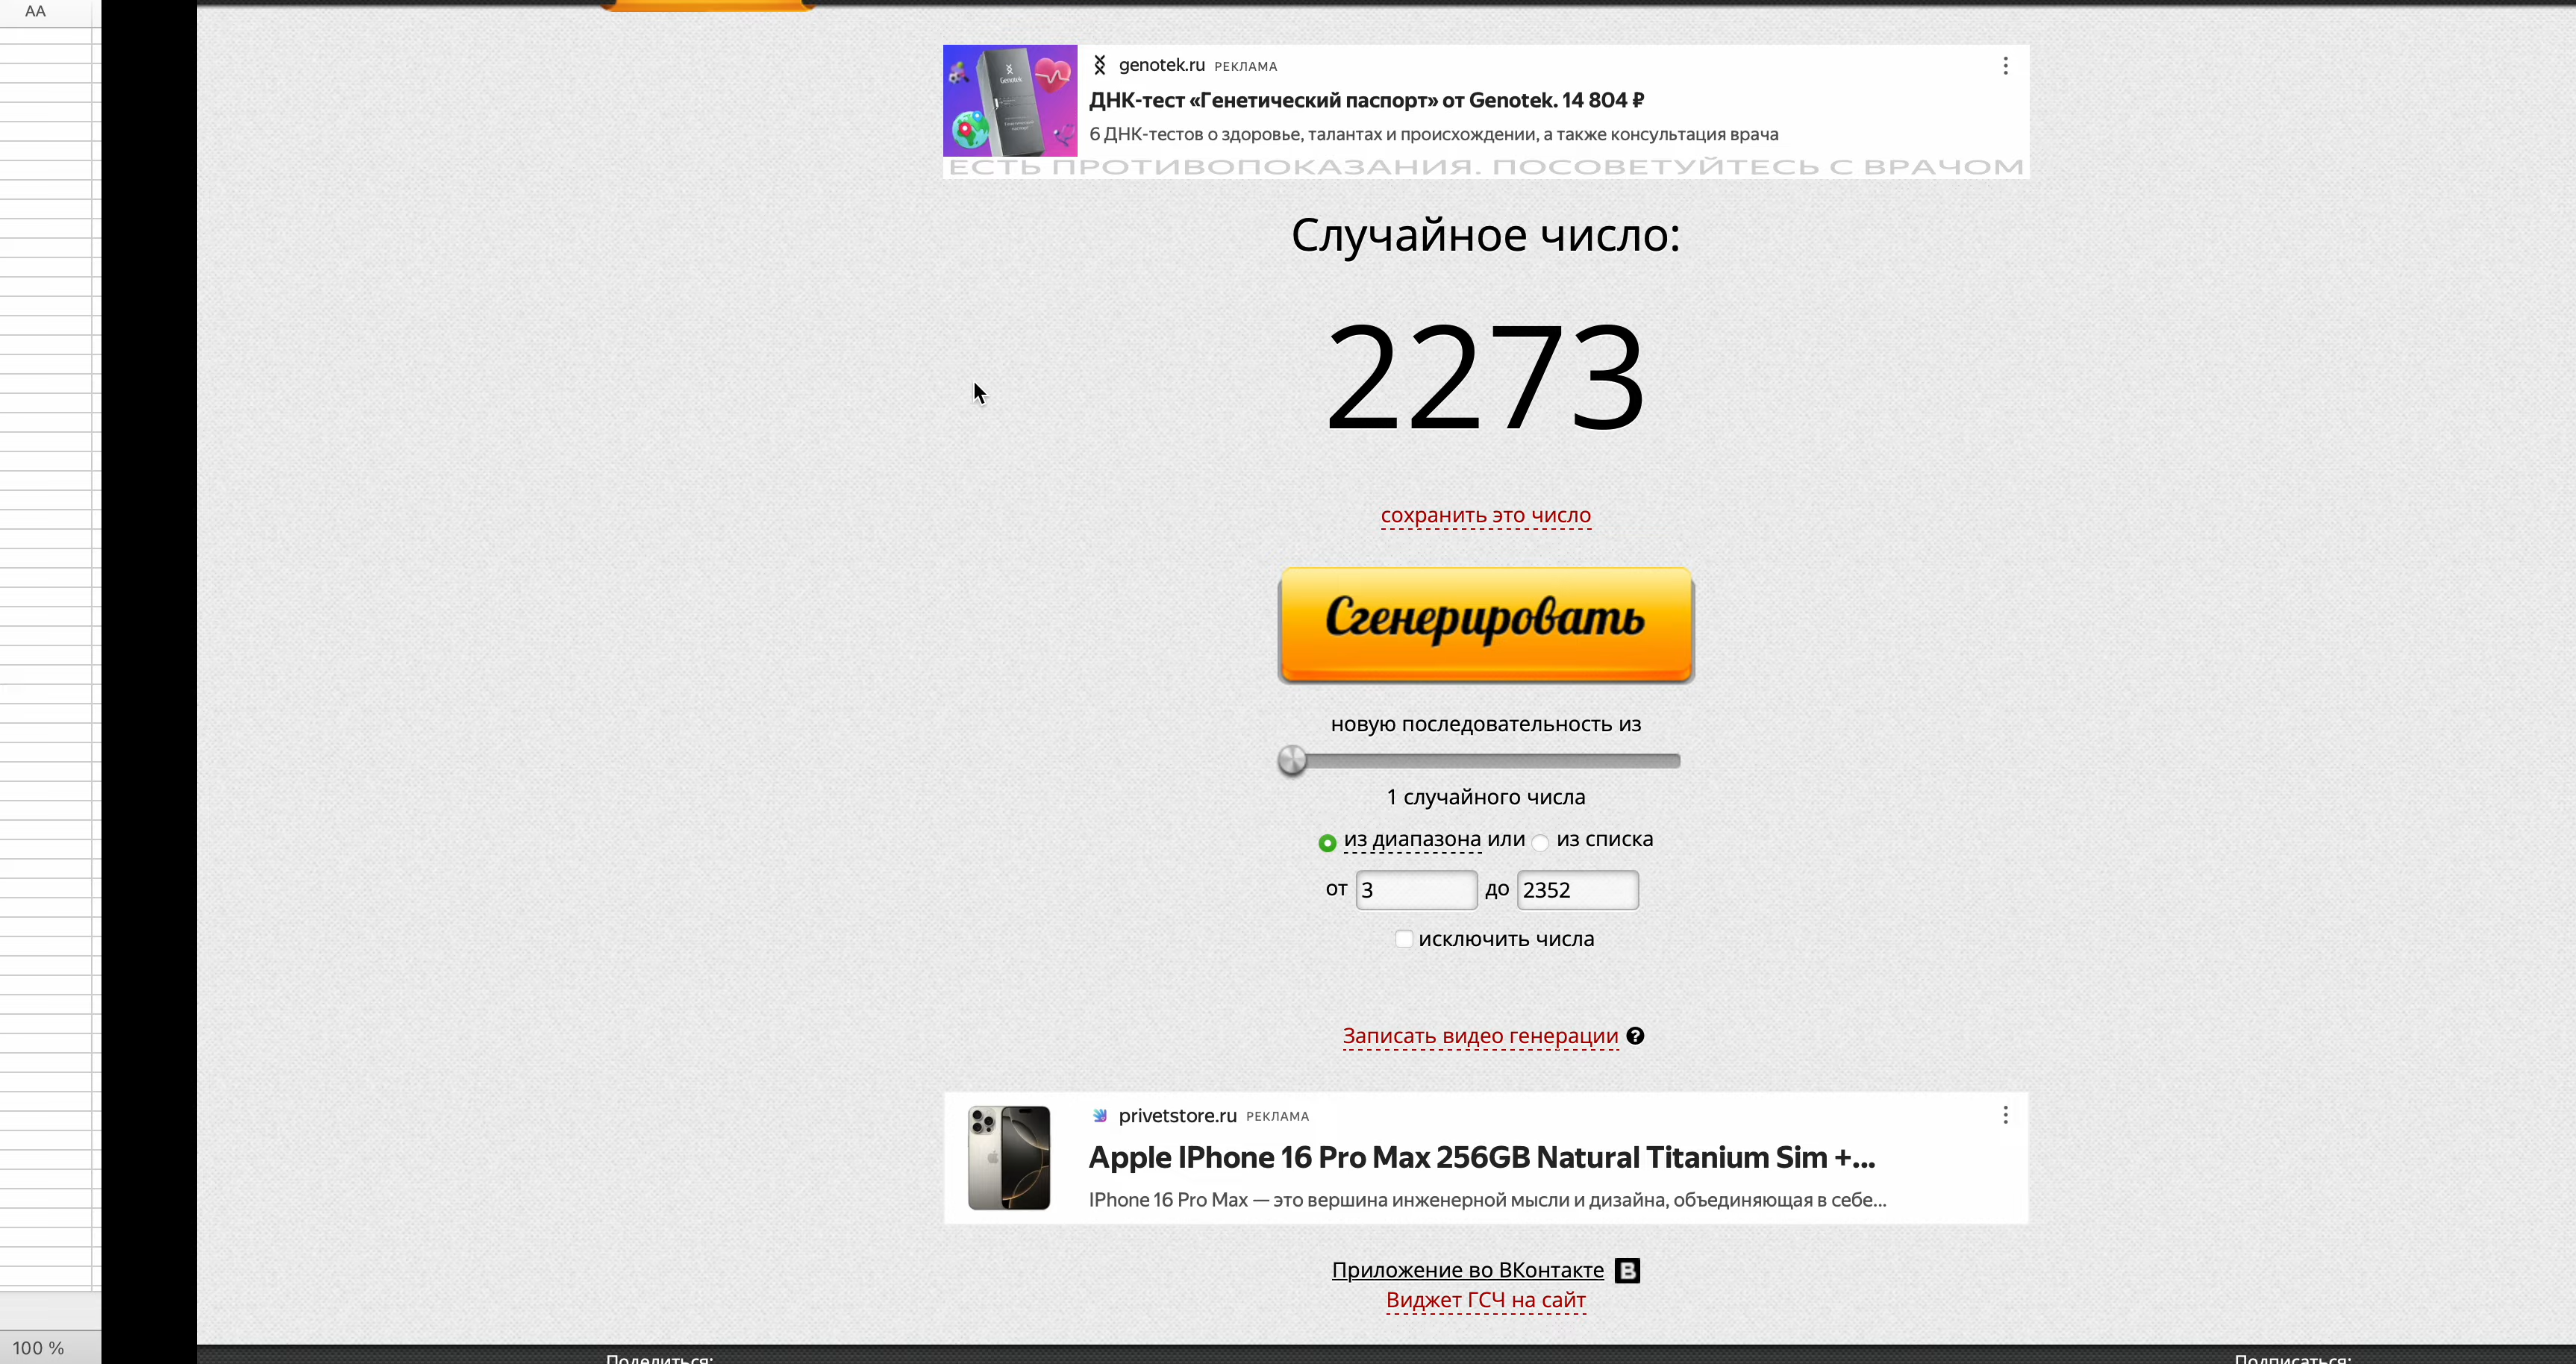 AA
genotek.ru РЕКЛАМА
Genotek
ДНК-тест «Генетический паспорт» от Genotek. 14 804 ₽
6 ДНК-тестов о здоровье, талантах и происхождении, а также консультация врача
ЕСТЬ ПРОТИВОПОКАЗАНИЯ. ПОСОВЕТУЙТЕСЬ С ВРАЧОМ
Случайное число:
2273
сохранить это число
Сгенерировать
новую последовательность из
1 случайного числа
из диапазона или из списка
от 3 до 2352
исключить числа
Записать видео генерации ?
privetstore.ru РЕКЛАМА
Apple IPhone 16 Pro Max 256GB Natural Titanium Sim +...
IPhone 16 Pro Max — это вершина инженерной мысли и дизайна, объединяющая в себе...
Приложение во ВКонтакте В
Виджет ГСЧ на сайт
100 %
Поделиться: Подписаться: